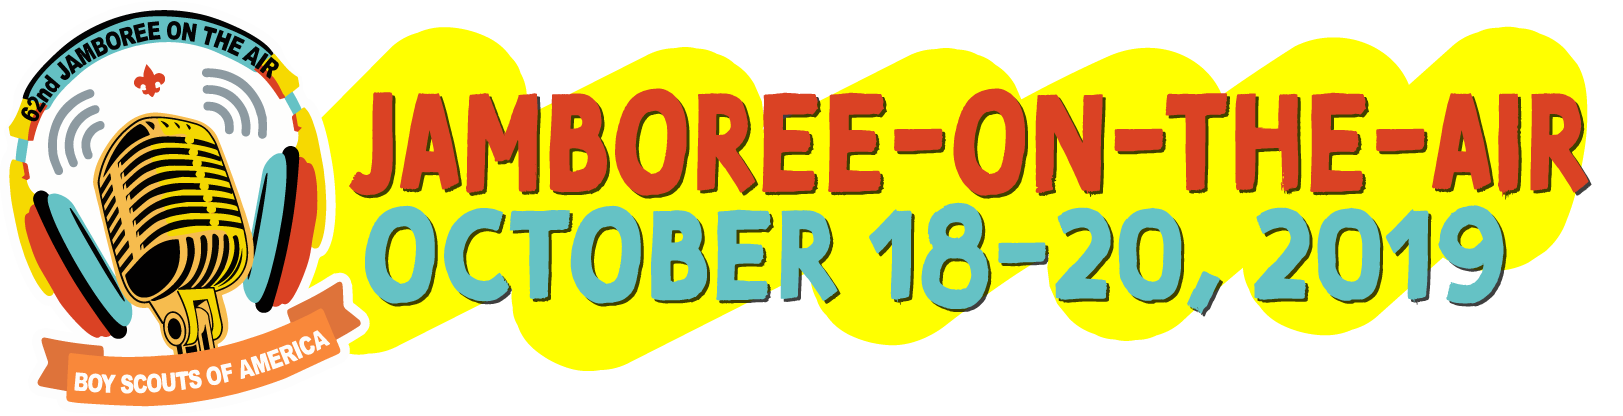 62nd JAMBOREE ON THE AIR
BOY SCOUTS OF AMERICA
JAMBOREE-ON-THE-AIR
OCTOBER 18-20, 2019